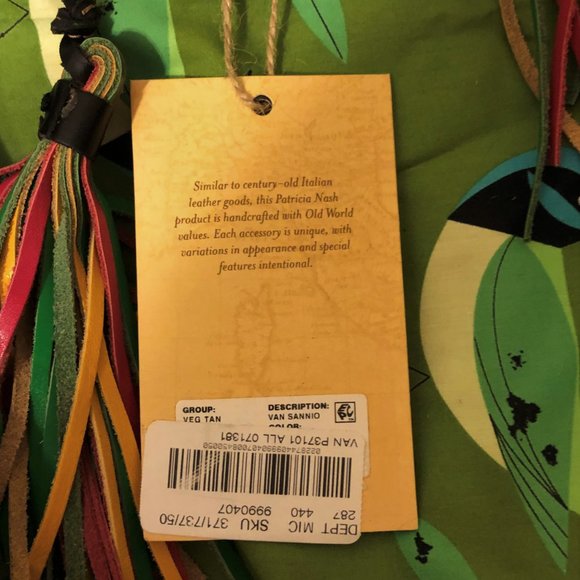 Similar to century-old Italian
leather goods, this Patricia Nash
product is handcrafted with Old World
values. Each accessory is unique, with
variations in appearance and special
features intentional.
GROUP: DESCRIPTION:
VEG TAN VAN SANNIO
COLOR:
DEPT MIC SKU 371/737/50
287 440 9990407
VAN P37101 ALL 071381